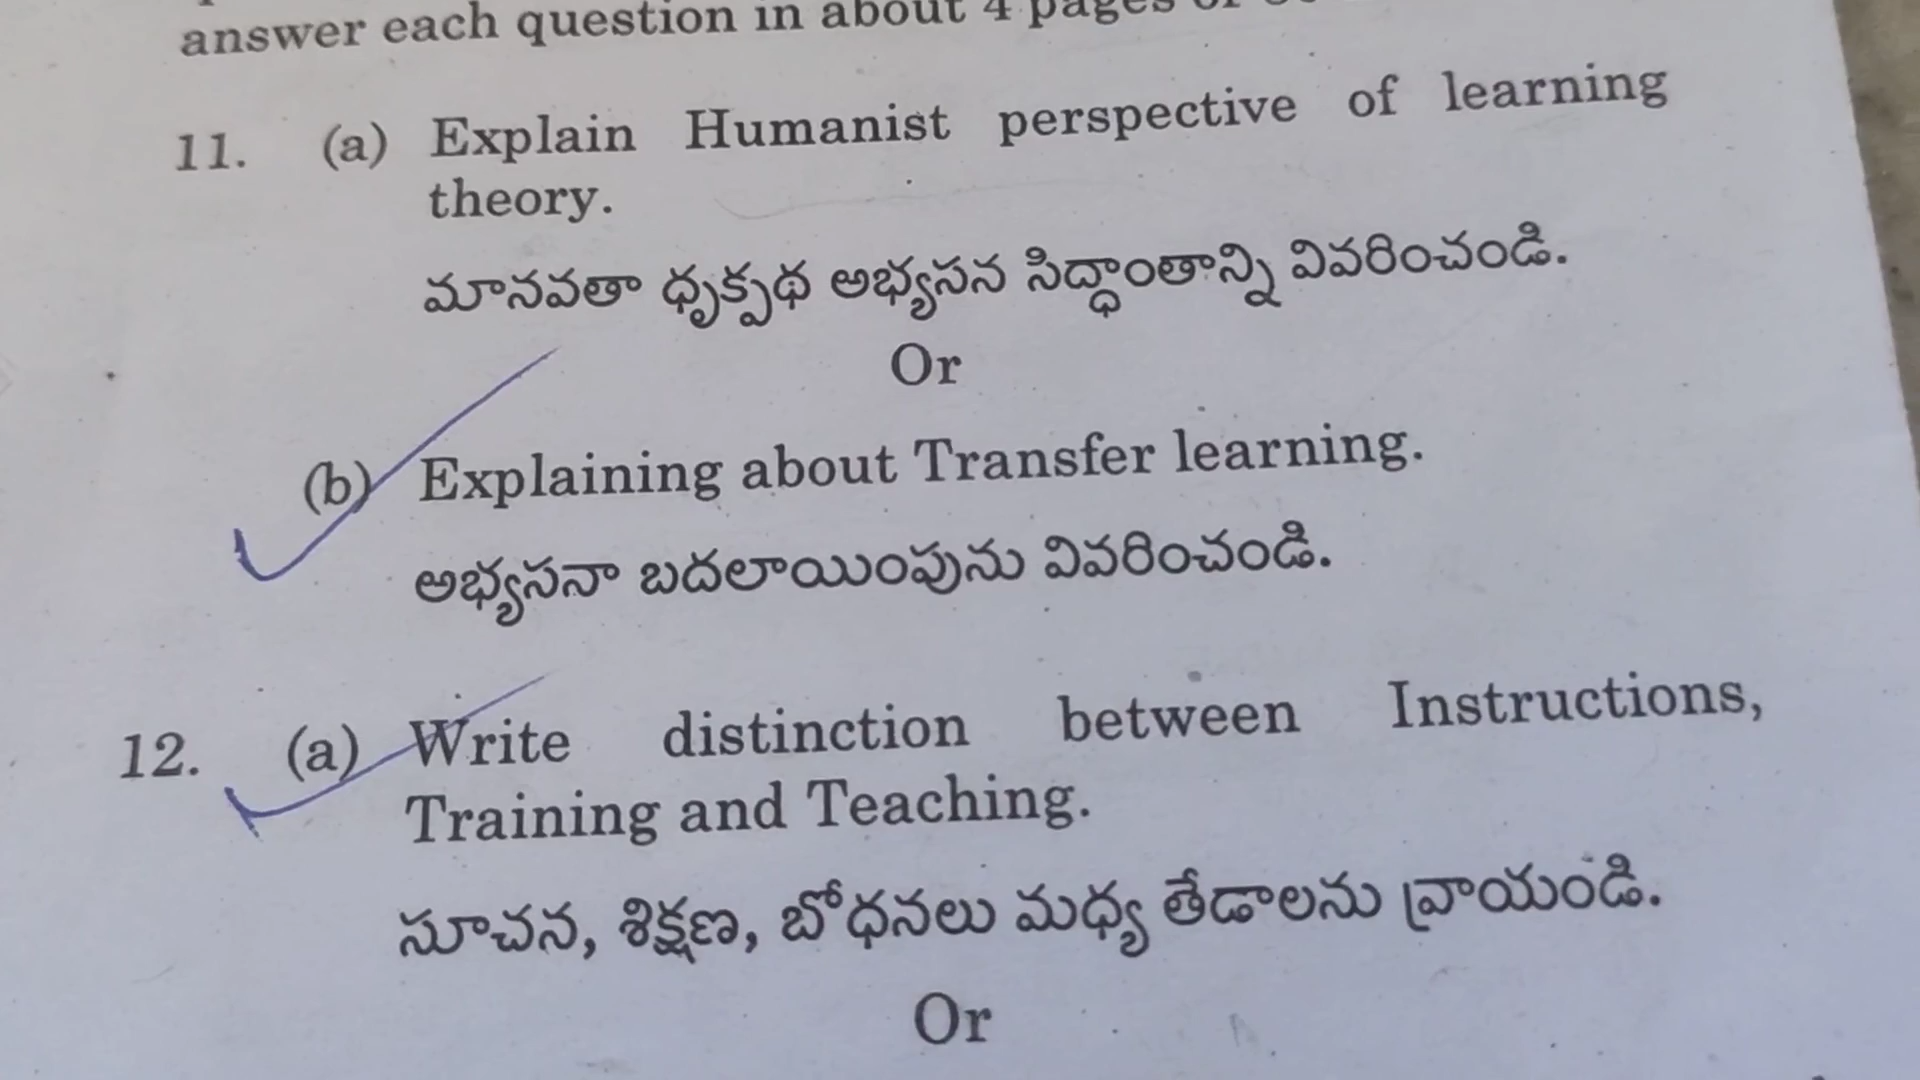 answer each question in about 4 pages or
11. (a) Explain Humanist perspective of learning
theory.
మానవతా ధృక్పథ అభ్యసన సిద్ధాంతాన్ని వివరించండి.
Or
(b) Explaining about Transfer learning.
అభ్యసనా బదలాయింపును వివరించండి.
12. (a) Write distinction between Instructions,
Training and Teaching.
సూచన, శిక్షణ, బోధనలు మధ్య తేడాలను వ్రాయండి.
Or